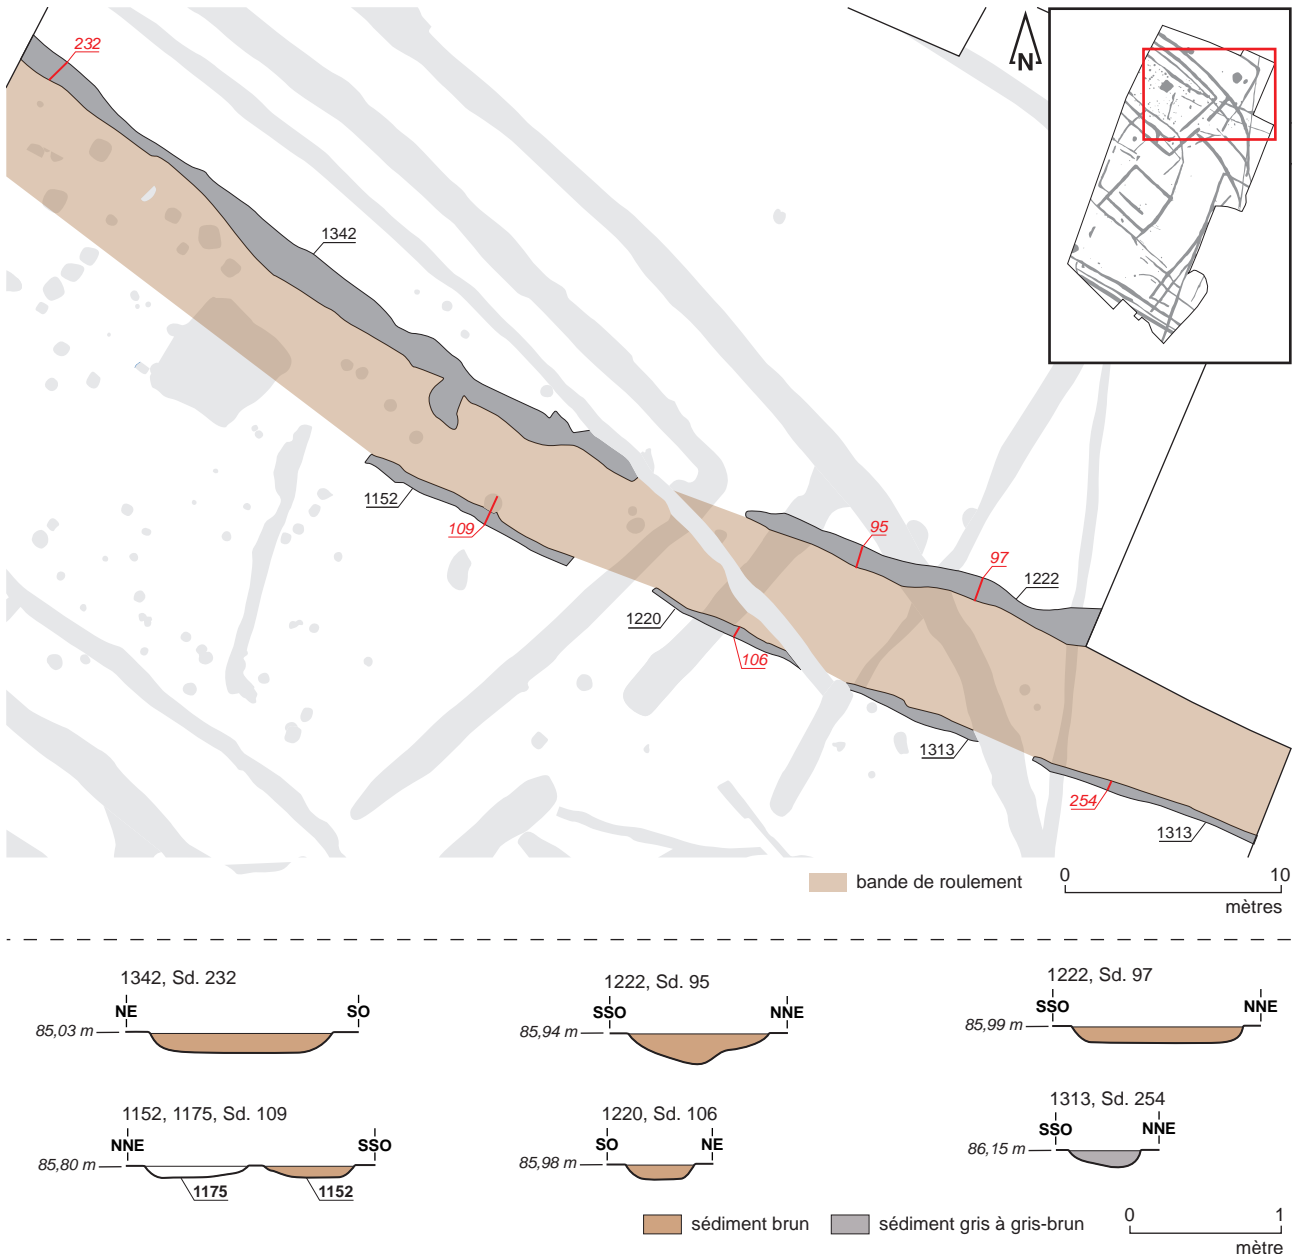 232
N
1342
1152
109
95
97
1222
1220
106
1313
254
1313
bande de roulement
0 10
mètres
1342, Sd. 232
NE SO
85,03 m
1222, Sd. 95
SSO NNE
85,94 m
1222, Sd. 97
SSO NNE
85,99 m
1152, 1175, Sd. 109
NNE SSO
85,80 m
1175 1152
1220, Sd. 106
SO NE
85,98 m
1313, Sd. 254
SSO NNE
86,15 m
sédiment brun
sédiment gris à gris-brun
0 1
mètre